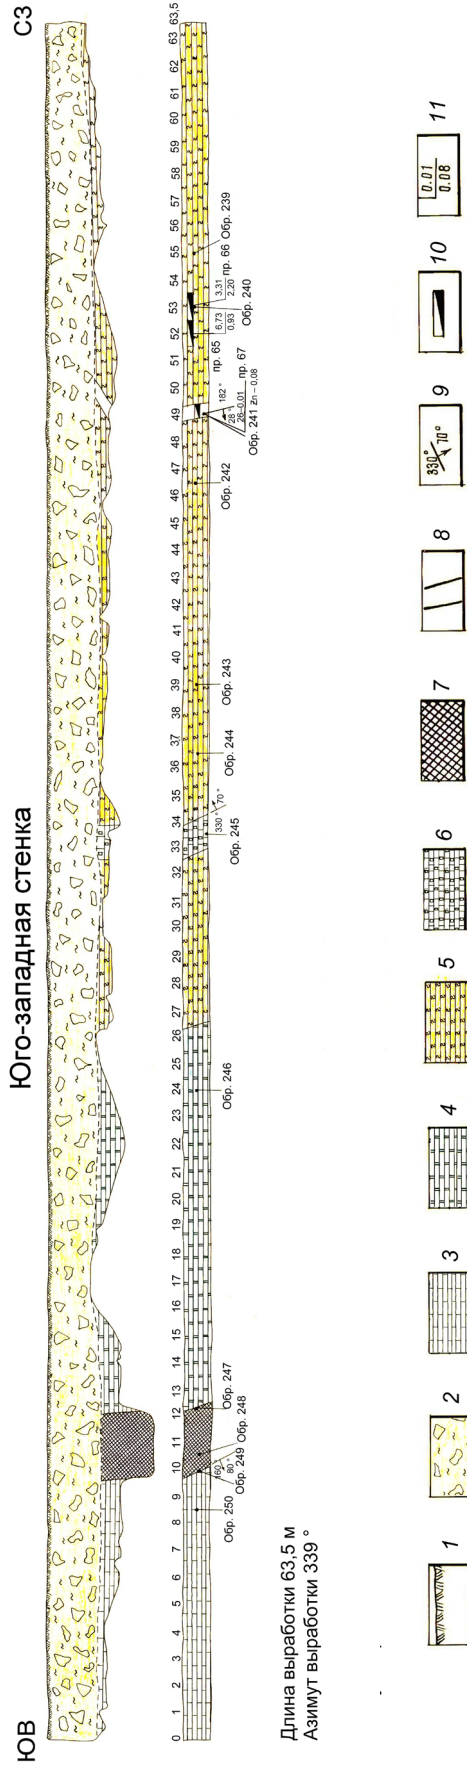 Юго-западная стенка
ЮВ
СЗ
0 1 2 3 4 5 6 7 8 9 10 11 12 13 14 15 16 17 18 19 20 21 22 23 24 25 26 27 28 29 30 31 32 33 34 35 36 37 38 39 40 41 42 43 44 45 46 47 48 49 50 51 52 53 54 55 56 57 58 59 60 61 62 63 63,5
Обр. 250
160 °
80 °
Обр. 249
Обр. 248
Обр. 247
Обр. 246
330 °
70 °
Обр. 245
Обр. 244
Обр. 243
Обр. 242
28 °
182 °
26–0,01
пр. 67
Обр. 241
Zn – 0,08
пр. 65
6,73
0,93
3,31
2,20
пр. 66
Обр. 240
Обр. 239
Длина выработки 63,5 м
Азимут выработки 339 °
1 2 3 4 5 6 7 8 9 10 11
330°
70°
0.01
0.08